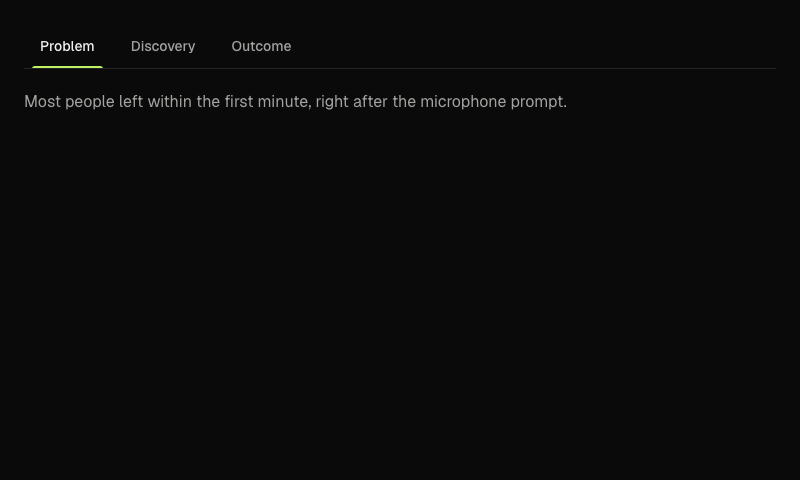 Problem Discovery Outcome
Most people left within the first minute, right after the microphone prompt.